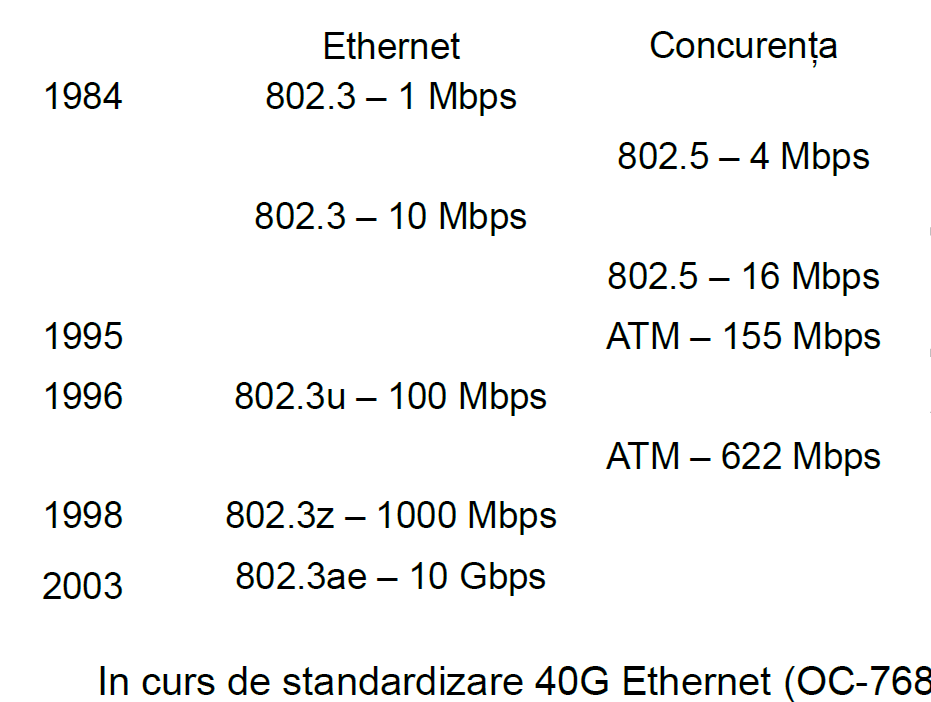 Ethernet Concurența
1984 802.3 – 1 Mbps
802.5 – 4 Mbps
802.3 – 10 Mbps
802.5 – 16 Mbps
1995 ATM – 155 Mbps
1996 802.3u – 100 Mbps
ATM – 622 Mbps
1998 802.3z – 1000 Mbps
2003 802.3ae – 10 Gbps
In curs de standardizare 40G Ethernet (OC-768